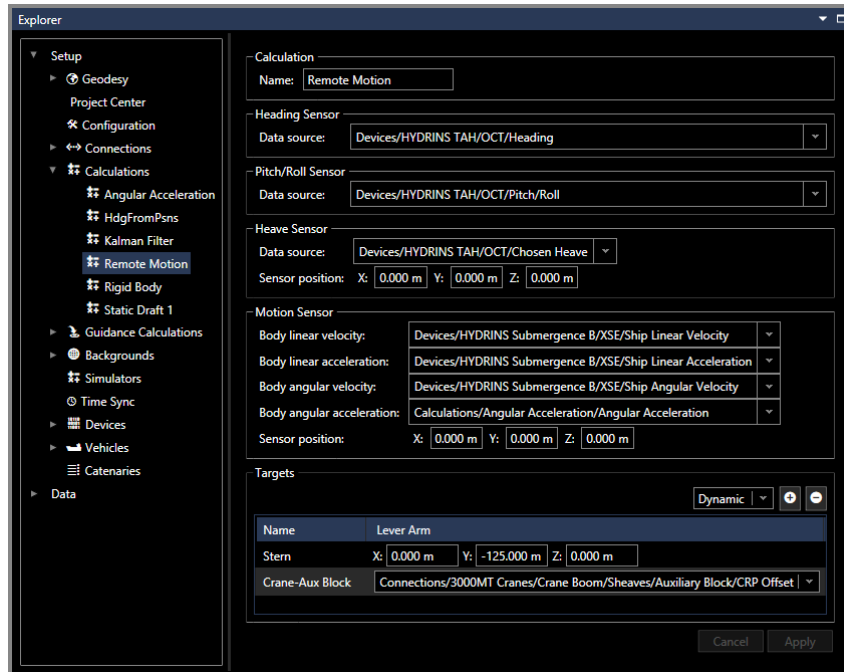 Explorer
Setup
Geodesy
Project Center
Configuration
Connections
Calculations
Angular Acceleration
HdgFromPsns
Kalman Filter
Remote Motion
Rigid Body
Static Draft 1
Guidance Calculations
Backgrounds
Simulators
Time Sync
Devices
Vehicles
Catenaries
Data
Calculation
Name: Remote Motion
Heading Sensor
Data source: Devices/HYDRINS TAH/OCT/Heading
Pitch/Roll Sensor
Data source: Devices/HYDRINS TAH/OCT/Pitch/Roll
Heave Sensor
Data source: Devices/HYDRINS TAH/OCT/Chosen Heave
Sensor position: X: 0.000 m Y: 0.000 m Z: 0.000 m
Motion Sensor
Body linear velocity: Devices/HYDRINS Submergence B/XSE/Ship Linear Velocity
Body linear acceleration: Devices/HYDRINS Submergence B/XSE/Ship Linear Acceleration
Body angular velocity: Devices/HYDRINS Submergence B/XSE/Ship Angular Velocity
Body angular acceleration: Calculations/Angular Acceleration/Angular Acceleration
Sensor position: X: 0.000 m Y: 0.000 m Z: 0.000 m
Targets
Dynamic
Name Lever Arm
Stern X: 0.000 m Y: -125.000 m Z: 0.000 m
Crane-Aux Block Connections/3000MT Cranes/Crane Boom/Sheaves/Auxiliary Block/CRP Offset
Cancel Apply